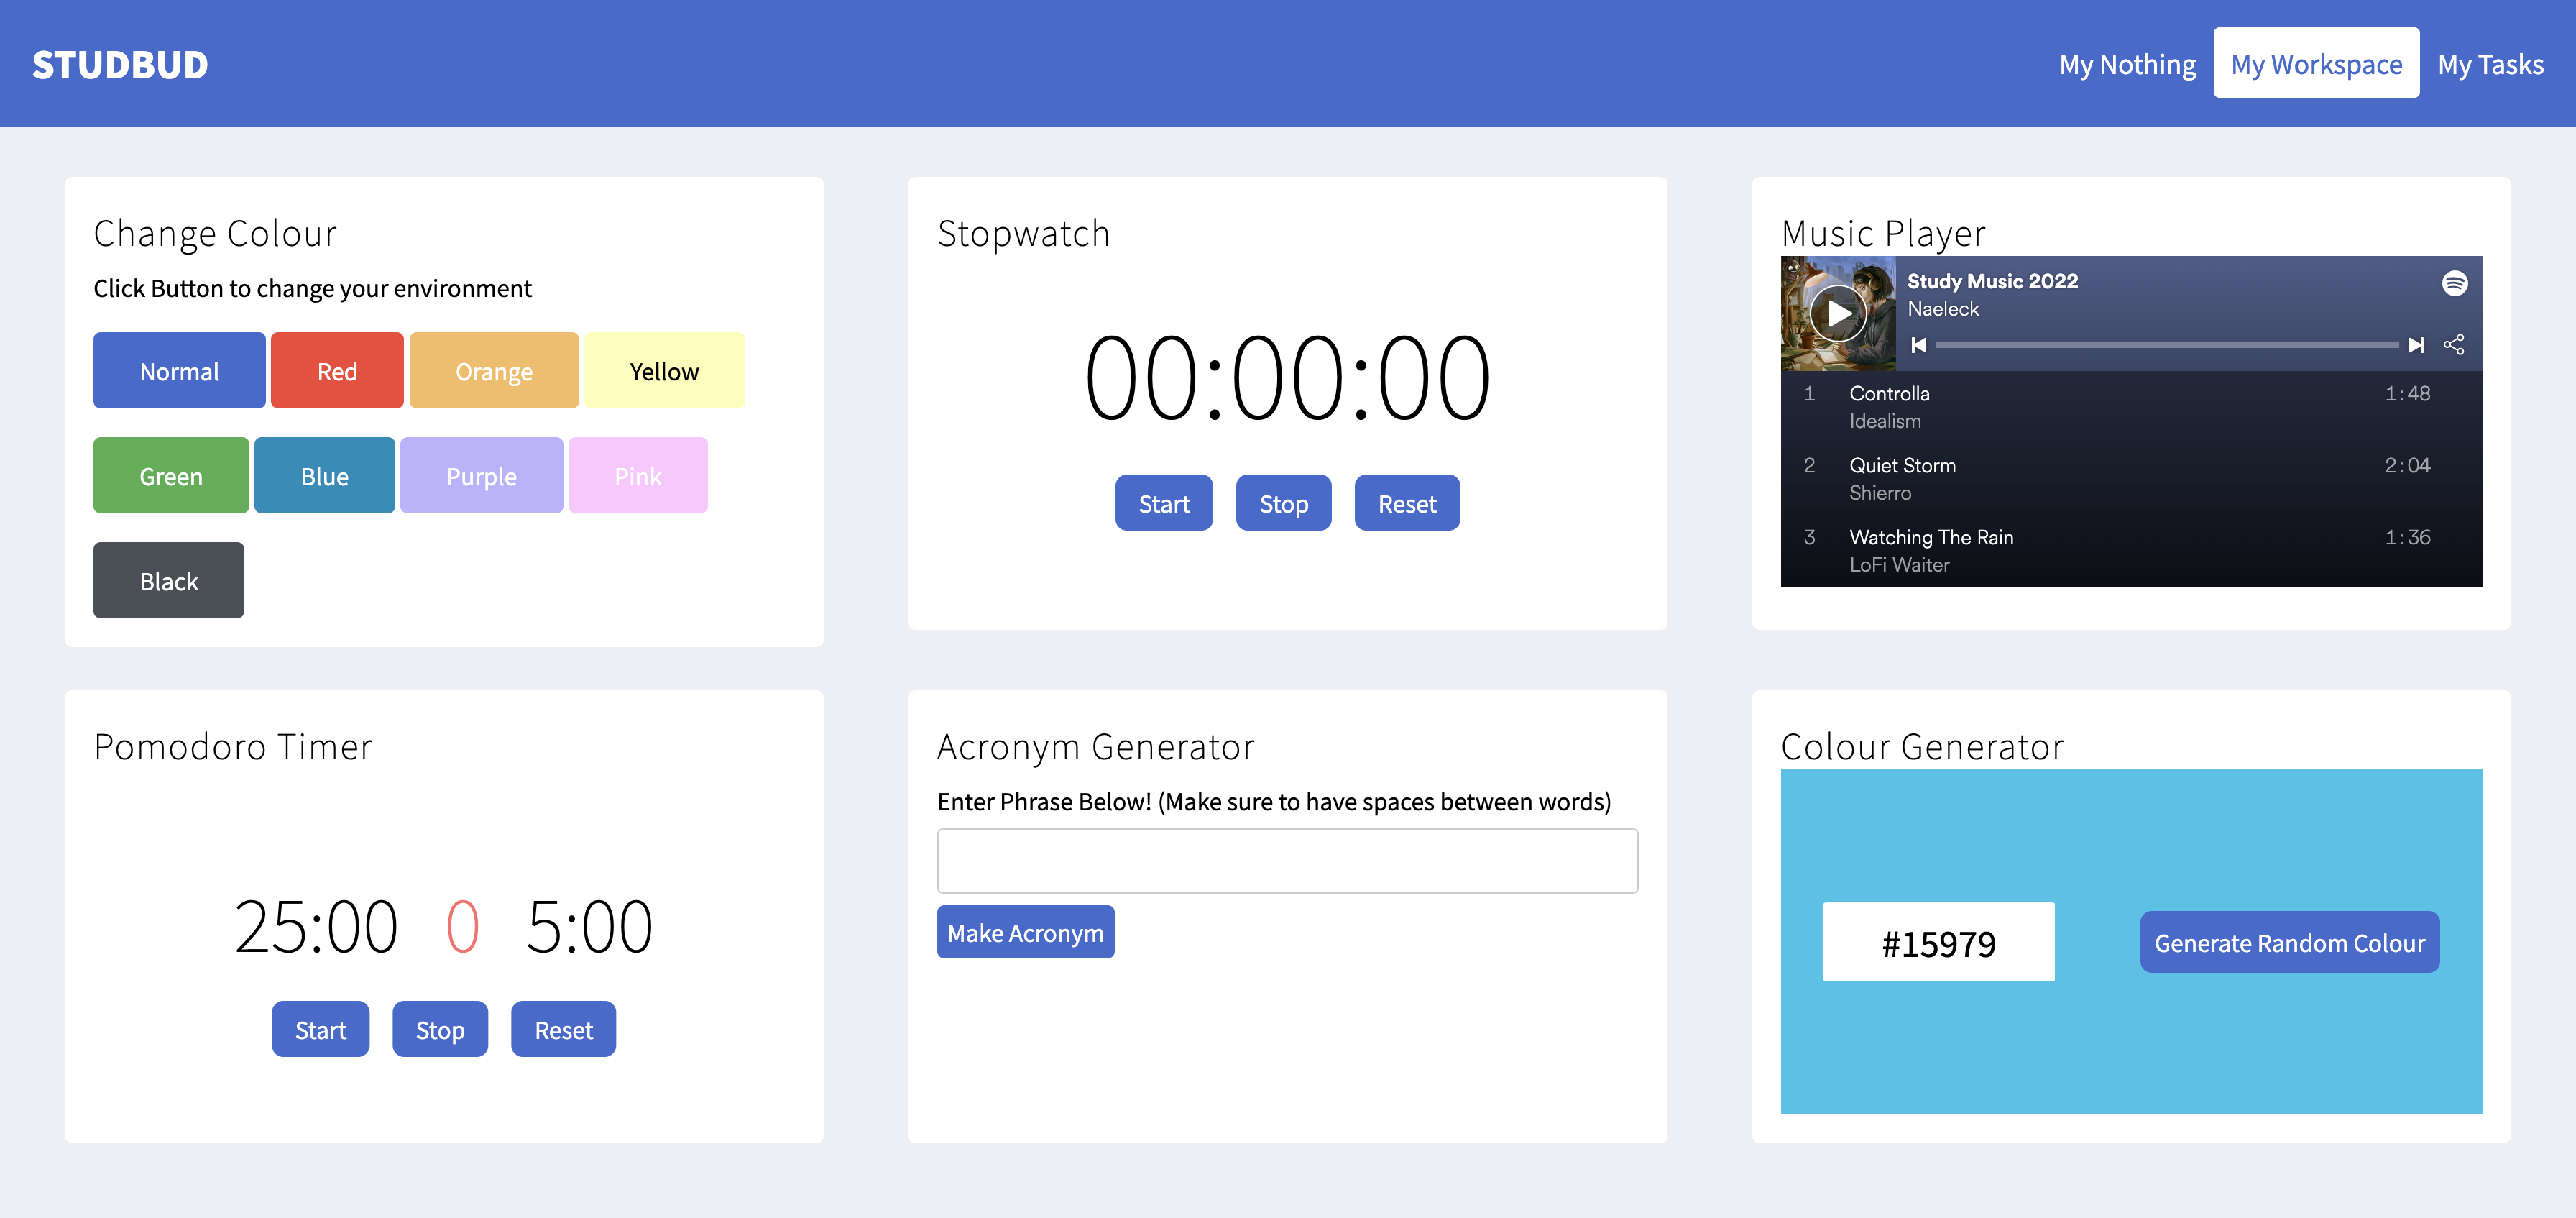 STUDBUD
My Nothing My Workspace My Tasks
Change Colour
Click Button to change your environment
Normal Red Orange Yellow
Green Blue Purple Pink
Black
Stopwatch
00:00:00
Start Stop Reset
Music Player
Study Music 2022
Naeleck
1 Controlla 1:48
Idealism
2 Quiet Storm 2:04
Shierro
3 Watching The Rain 1:36
LoFi Waiter
Pomodoro Timer
25:00 0 5:00
Start Stop Reset
Acronym Generator
Enter Phrase Below! (Make sure to have spaces between words)
Make Acronym
Colour Generator
#15979 Generate Random Colour